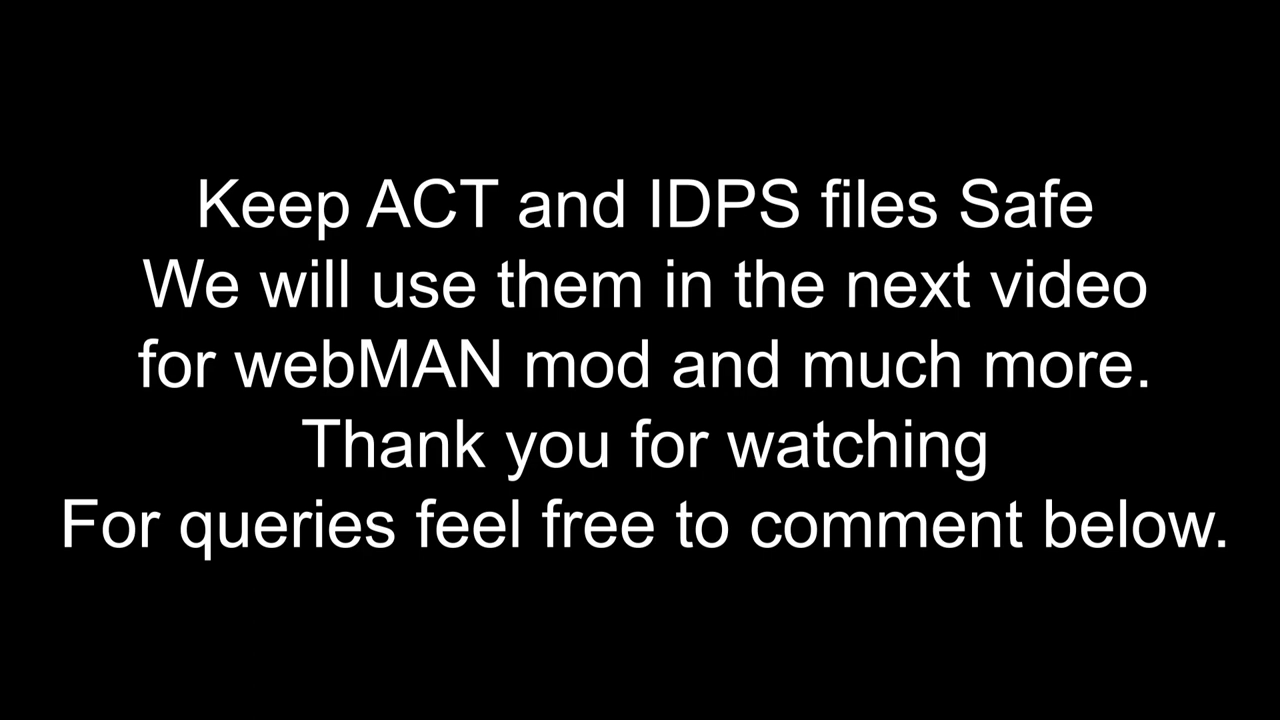 Keep ACT and IDPS files Safe
We will use them in the next video
for webMAN mod and much more.
Thank you for watching
For queries feel free to comment below.